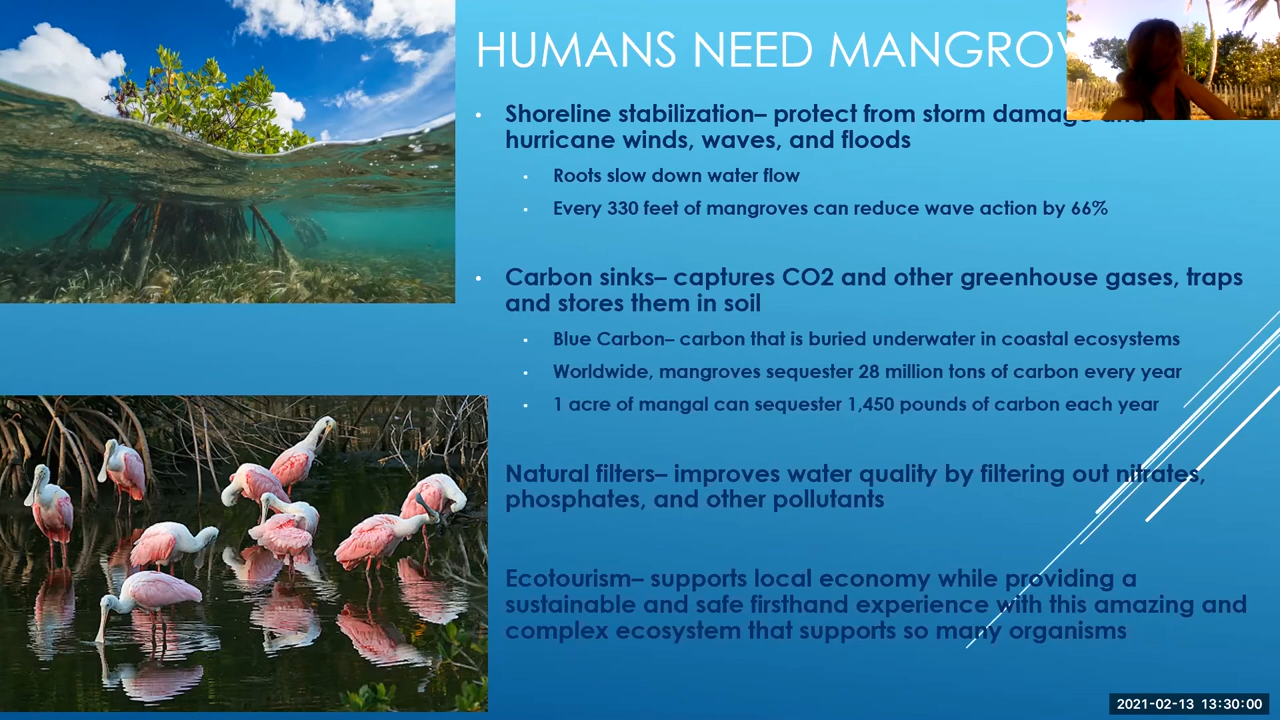 HUMANS NEED MANGRO
Shoreline stabilization– protect from storm damage and
hurricane winds, waves, and floods
Roots slow down water flow
Every 330 feet of mangroves can reduce wave action by 66%
Carbon sinks– captures CO2 and other greenhouse gases, traps
and stores them in soil
Blue Carbon– carbon that is buried underwater in coastal ecosystems
Worldwide, mangroves sequester 28 million tons of carbon every year
1 acre of mangal can sequester 1,450 pounds of carbon each year
Natural filters– improves water quality by filtering out nitrates,
phosphates, and other pollutants
Ecotourism– supports local economy while providing a
sustainable and safe firsthand experience with this amazing and
complex ecosystem that supports so many organisms
2021-02-13 13:30:00